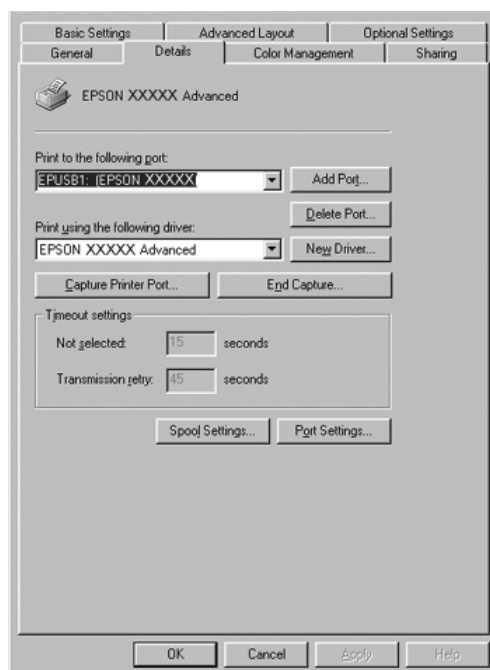 Basic Settings Advanced Layout Optional Settings
General Details Color Management Sharing
EPSON XXXXX Advanced
Print to the following port:
EPUSB1: (EPSON XXXXX
Add Port...
Delete Port...
Print using the following driver:
EPSON XXXXX Advanced
New Driver...
Capture Printer Port... End Capture...
Timeout settings
Not selected: 15 seconds
Transmission retry: 45 seconds
Spool Settings... Port Settings...
OK Cancel Apply Help